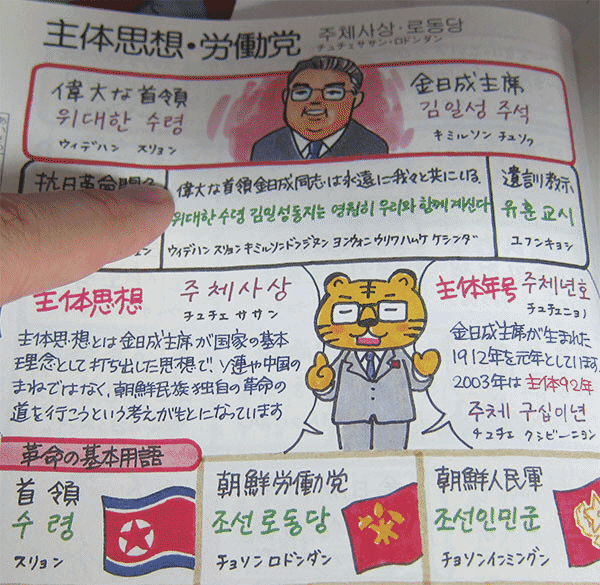 主体思想・労働党 주체사상·로동당
チュチェササン・ロドンダン
偉大な首領
위대한 수령
ウィデハン スリョン
金日成主席
김일성 주석
キミルソン チュソク
抗日革命
偉大な首領金日成同志は永遠に我々と共にいる。
위대한 수령 김일성동지는 영원히 우리와 함께 계신다
ウィデハン スリョン キミルソンドンヂヌン ヨンウォニ ウリワ ハムケ ケシンダ
遺訓教示
유훈 교시
ユフンキョシ
主体思想 주체사상
チュチェ ササン
主体思想とは金日成主席が国家の基本
理念として打ち出した思想で、ソ連や中国の
まねではなく、朝鮮民族独自の革命の
道を行こうという考えがもとになっています
主体年号 주체년호
チュチェニョノ
金日成主席が生まれた
1912年を元年としています。
2003年は主体92年
주체 구십이년
チュチェ クシビーニョン
革命の基本用語
首領
수령
スリョン
朝鮮労働党
조선로동당
チョソン ロドンダン
朝鮮人民軍
조선인민군
チョソンインミングン